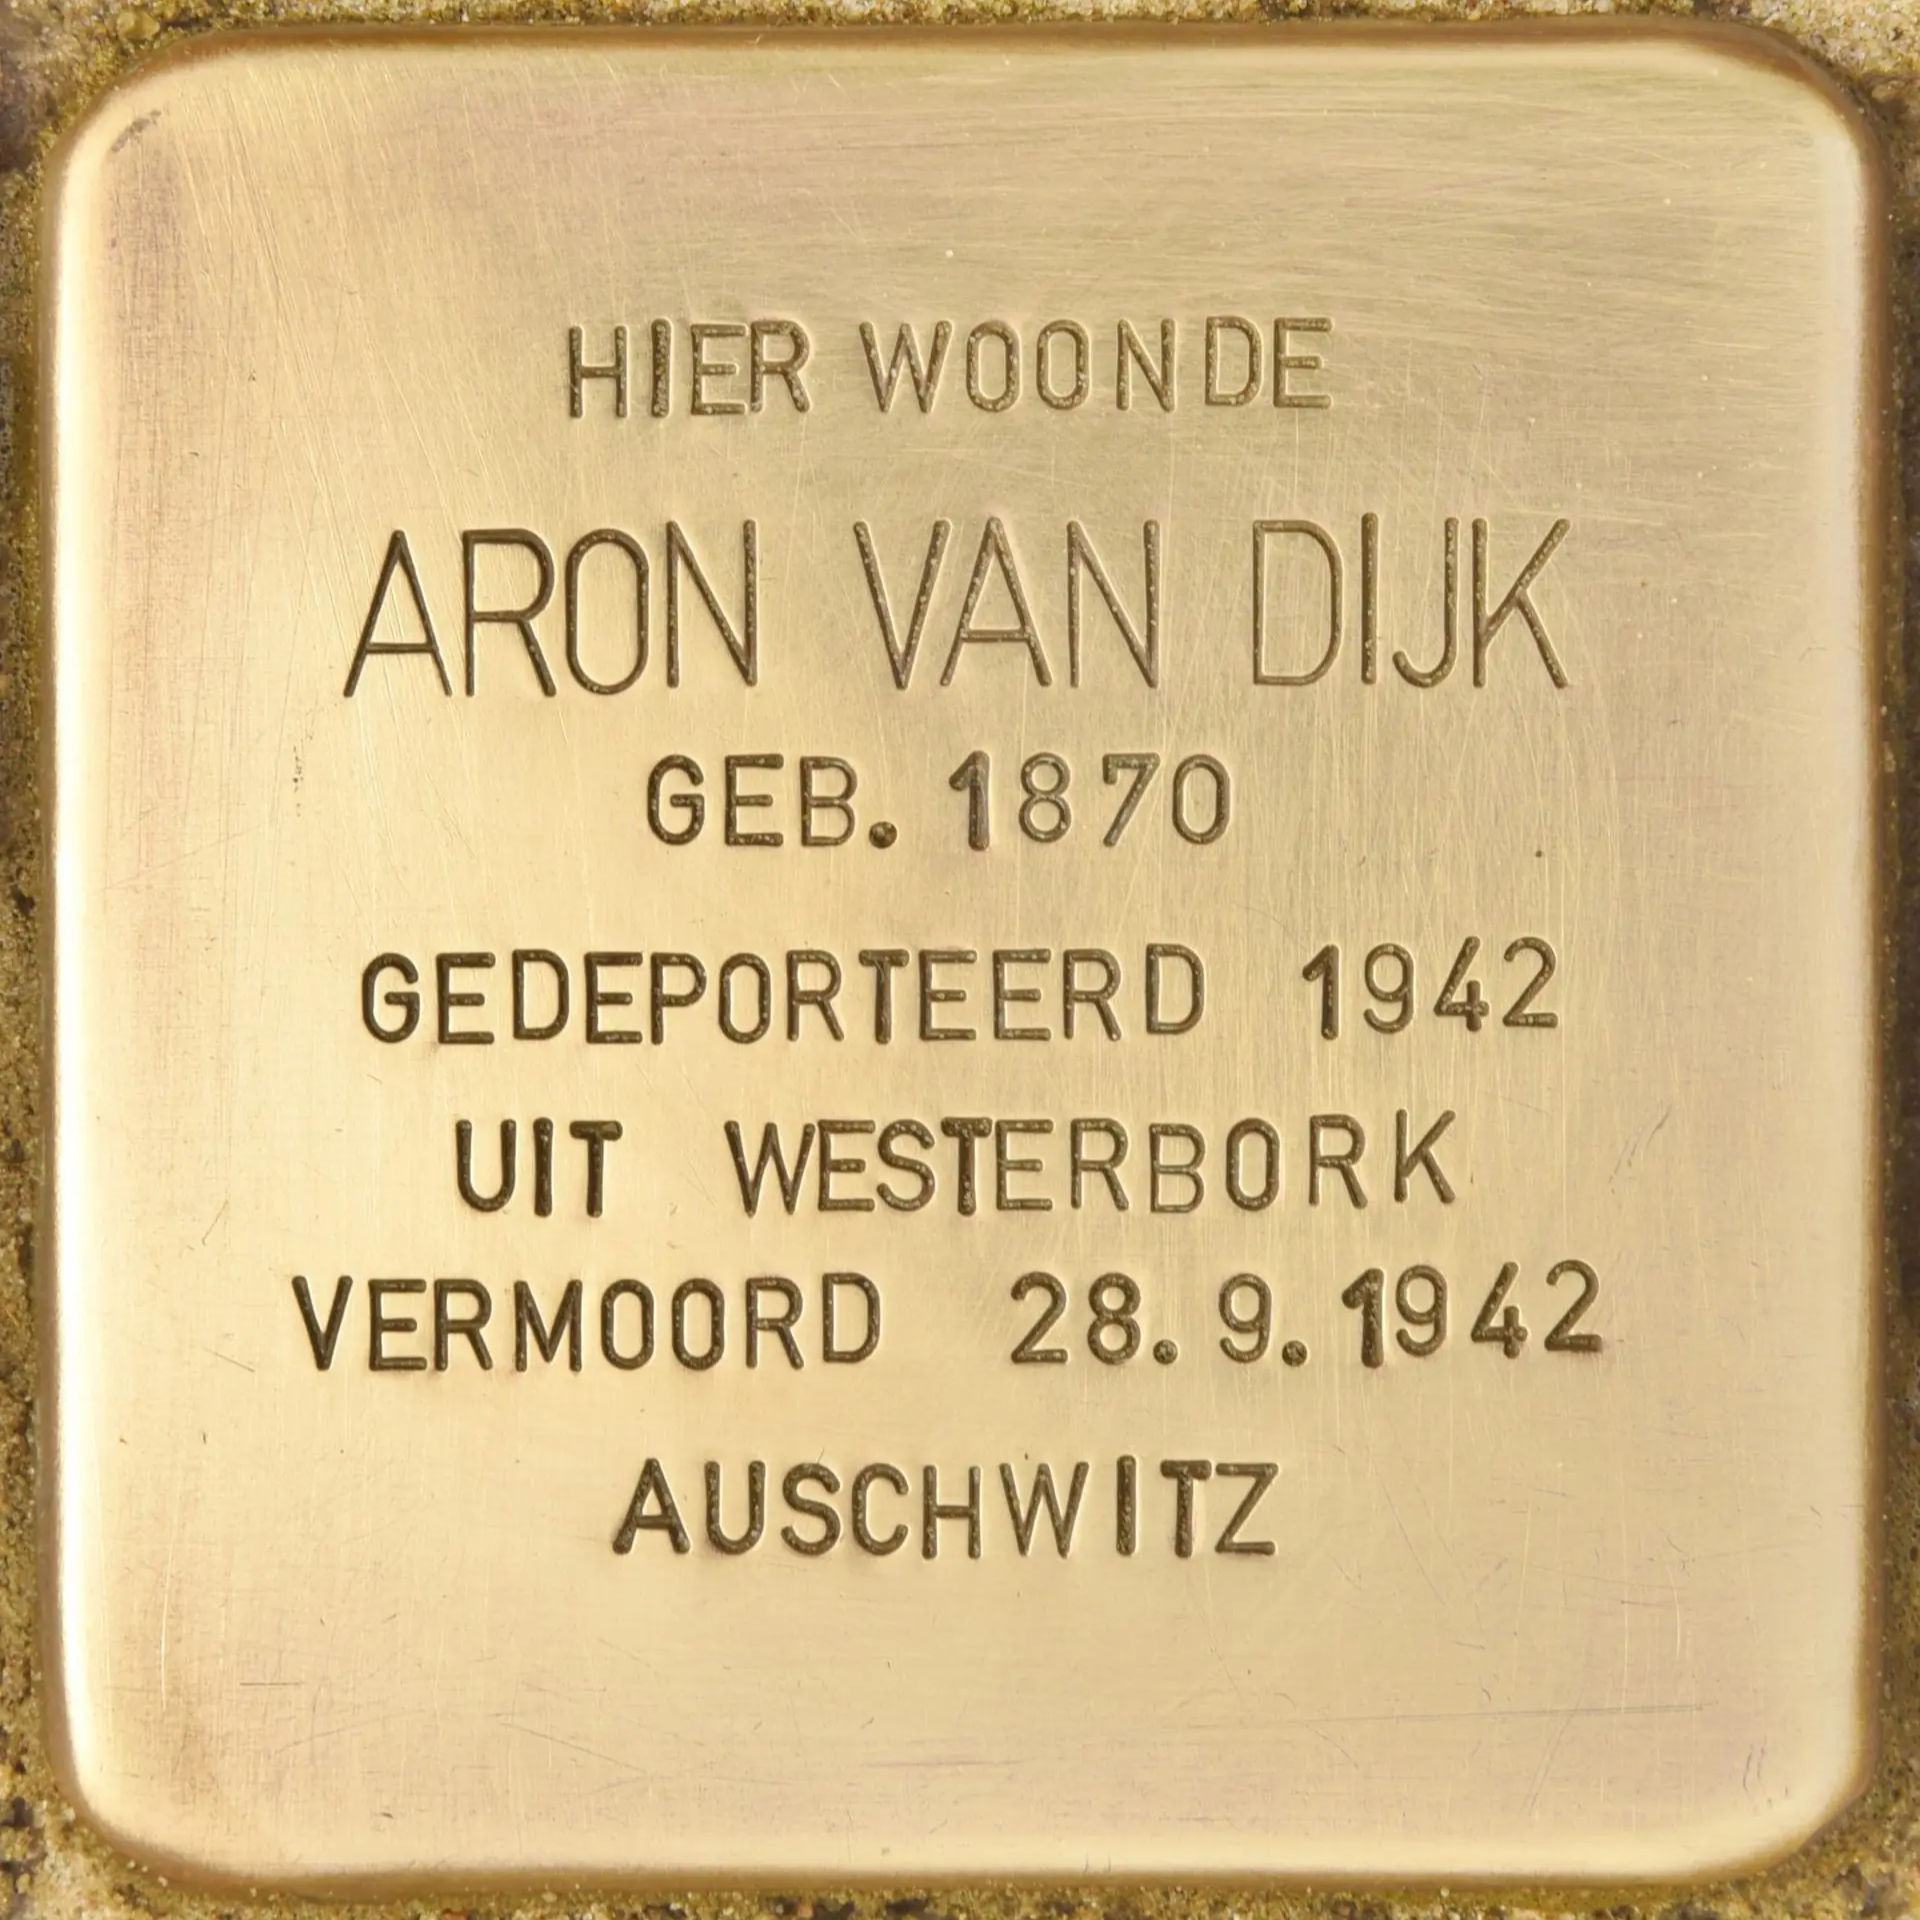 HIER WOONDE
ARON VAN DIJK
GEB. 1870
GEDEPORTEERD 1942
UIT WESTERBORK
VERMOORD 28.9.1942
AUSCHWITZ